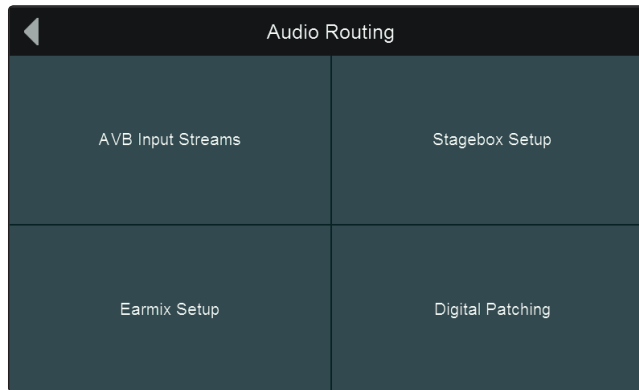 Audio Routing
AVB Input Streams
Stagebox Setup
Earmix Setup
Digital Patching